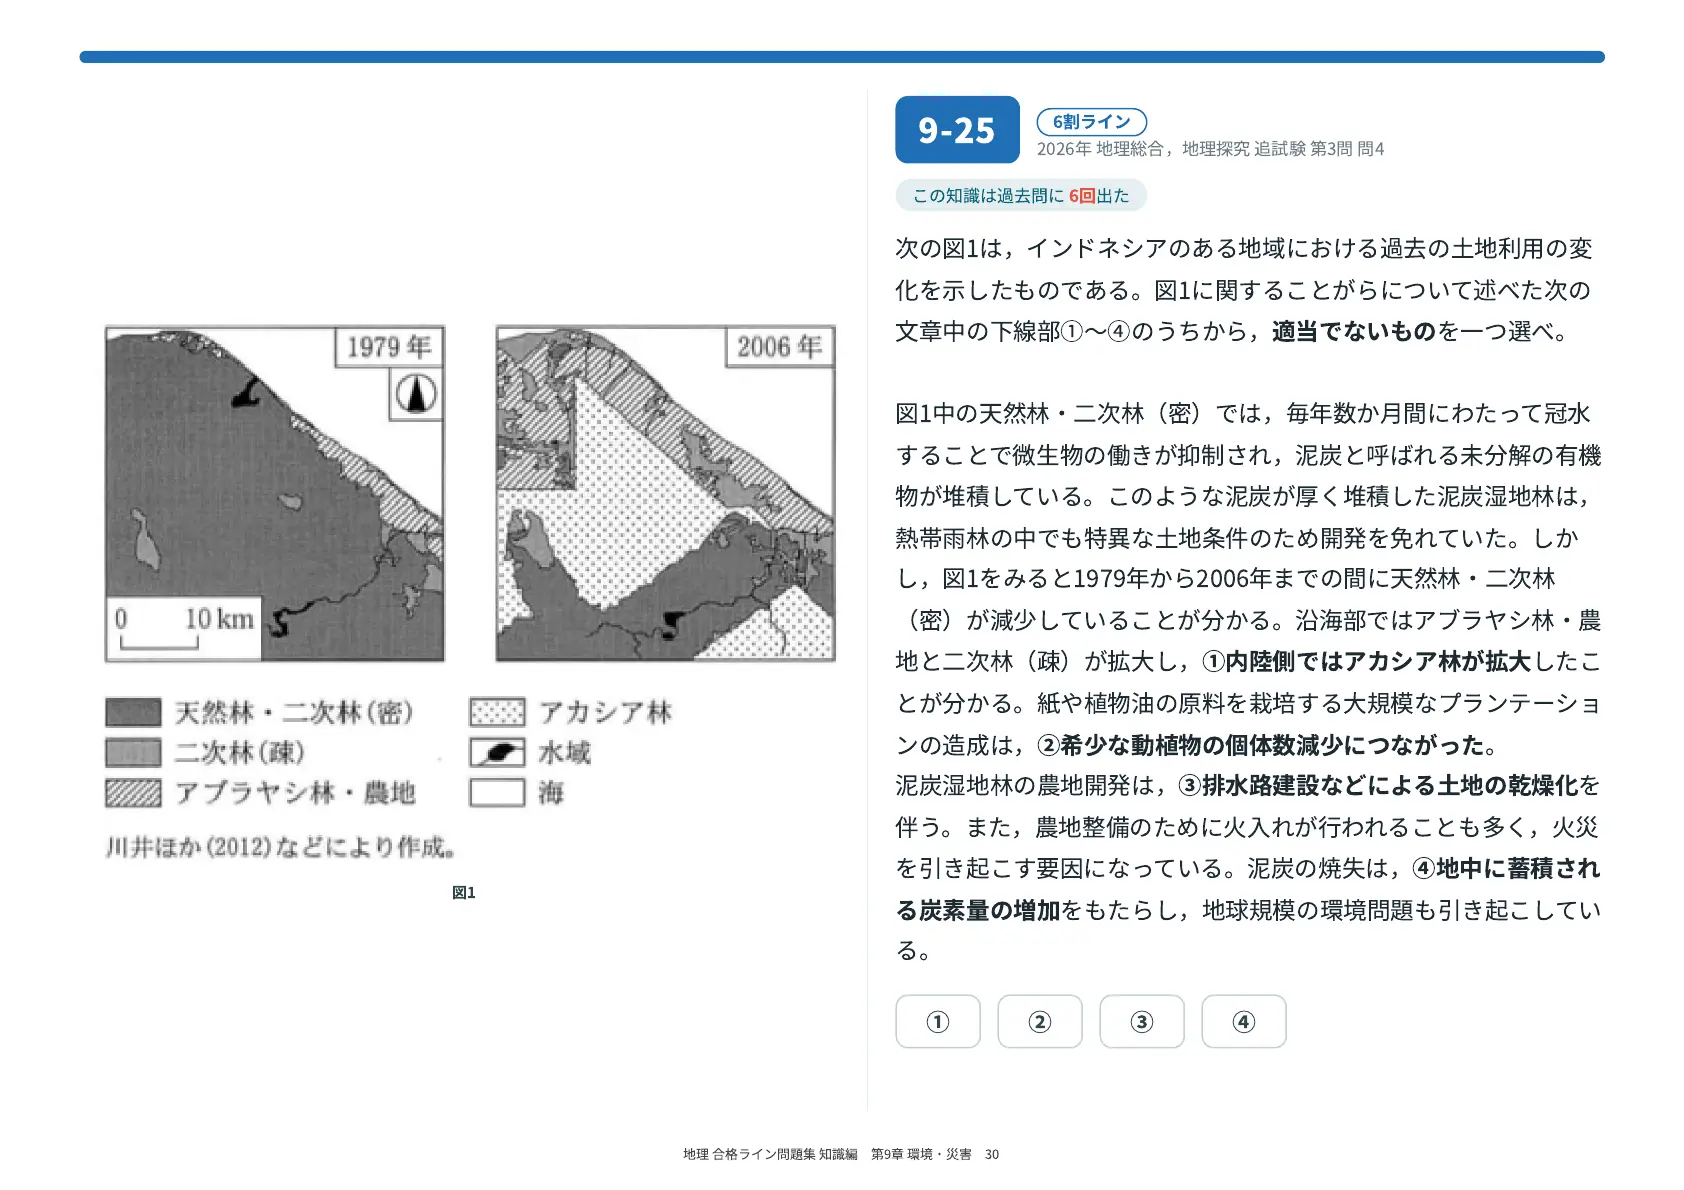 1979年
2006年
0 10 km
天然林・二次林(密)
アカシア林
二次林(疎)
水域
アブラヤシ林・農地
海
川井ほか(2012)などにより作成。
図1
9-25
6割ライン
2026年 地理総合，地理探究 追試験 第3問 問4
この知識は過去問に 6回出た
次の図1は，インドネシアのある地域における過去の土地利用の変
化を示したものである。図1に関することがらについて述べた次の
文章中の下線部①～④のうちから，適当でないものを一つ選べ。
図1中の天然林・二次林（密）では，毎年数か月間にわたって冠水
することで微生物の働きが抑制され，泥炭と呼ばれる未分解の有機
物が堆積している。このような泥炭が厚く堆積した泥炭湿地林は，
熱帯雨林の中でも特異な土地条件のため開発を免れていた。しか
し，図1をみると1979年から2006年までの間に天然林・二次林
（密）が減少していることが分かる。沿海部ではアブラヤシ林・農
地と二次林（疎）が拡大し，①内陸側ではアカシア林が拡大したこ
とが分かる。紙や植物油の原料を栽培する大規模なプランテーショ
ンの造成は，②希少な動植物の個体数減少につながった。
泥炭湿地林の農地開発は，③排水路建設などによる土地の乾燥化を
伴う。また，農地整備のために火入れが行われることも多く，火災
を引き起こす要因になっている。泥炭の焼失は，④地中に蓄積され
る炭素量の増加をもたらし，地球規模の環境問題も引き起こしてい
る。
① ② ③ ④
地理 合格ライン問題集 知識編 第9章 環境・災害 30